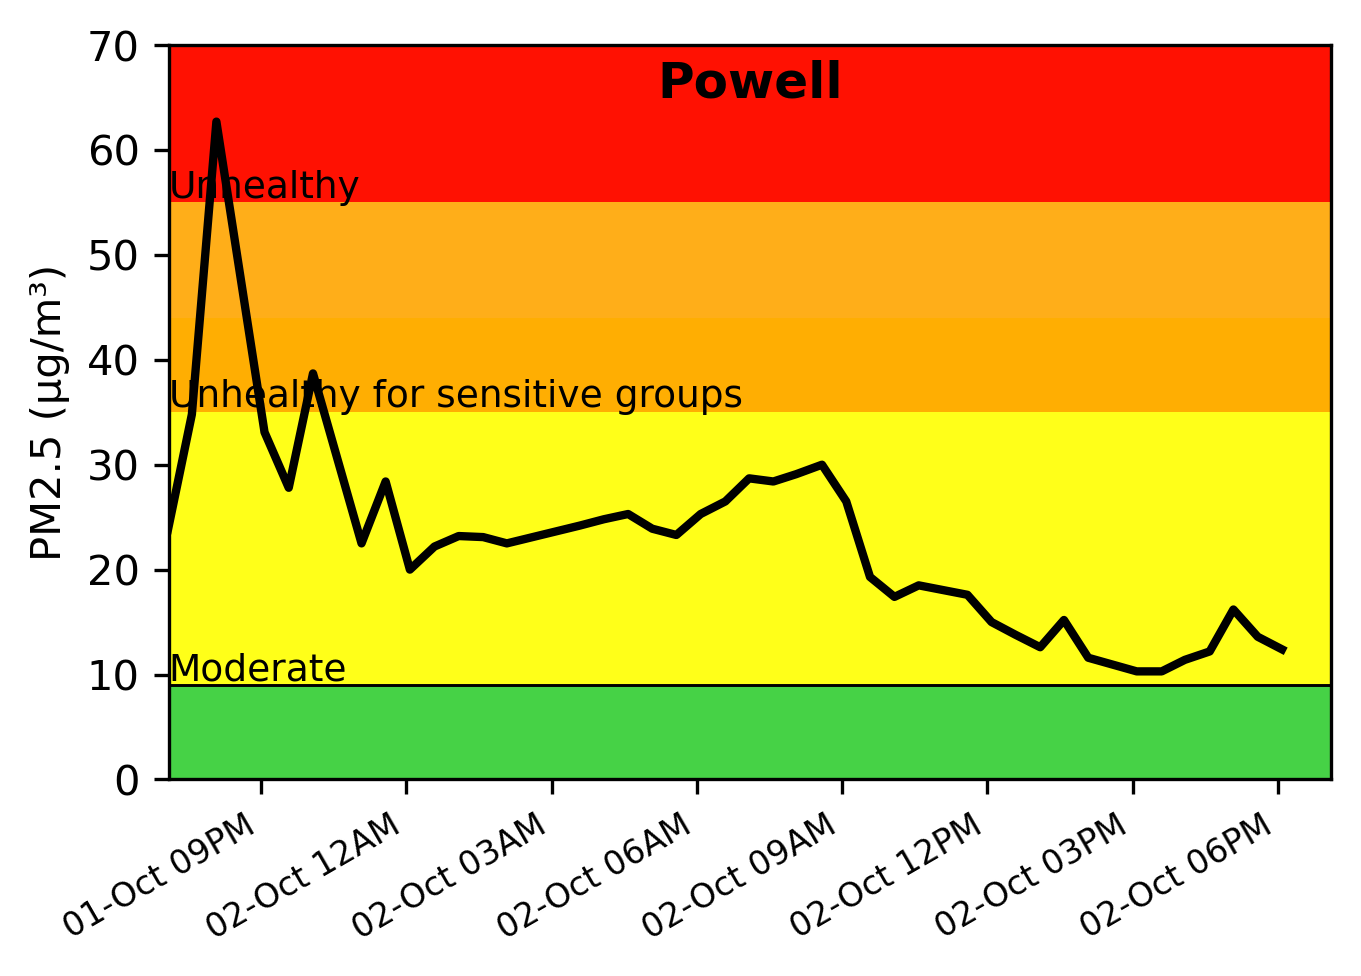 Powell
PM2.5 (µg/m³)
70
60
50
40
30
20
10
0
Unhealthy
Unhealthy for sensitive groups
Moderate
01-Oct 09PM
02-Oct 12AM
02-Oct 03AM
02-Oct 06AM
02-Oct 09AM
02-Oct 12PM
02-Oct 03PM
02-Oct 06PM